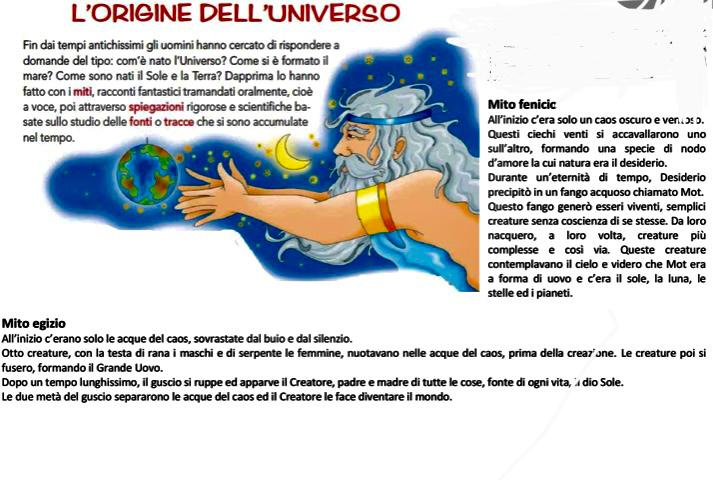 L'ORIGINE DELL'UNIVERSO
Fin dai tempi antichissimi gli uomini hanno cercato di rispondere a
domande del tipo: com'è nato l'Universo? Come si è formato il
mare? Come sono nati il Sole e la Terra? Dapprima lo hanno
fatto con i miti, racconti fantastici tramandati oralmente, cioè
a voce, poi attraverso spiegazioni rigorose e scientifiche ba-
sate sullo studio delle fonti o tracce che si sono accumulate
nel tempo.
Mito fenicic
All'inizio c'era solo un caos oscuro e
Questi ciechi venti si accavallarono uno
sull'altro, formando una specie di nodo
d'amore la cui natura era il desiderio.
Durante un'eternità di tempo, Desiderio
precipitò in un fango acquoso chiamato Mot.
Questo fango generò esseri viventi, semplici
creature senza coscienza di se stesse. Da loro
nacquero, a loro volta, creature più
complesse e così via. Queste creature
contemplavano il cielo e videro che Mot era
a forma di uovo e c'era il sole, la luna, le
stelle ed i pianeti.
Mito egizio
All'inizio c'erano solo le acque del caos, sovrastate dal buio e dal silenzio.
Otto creature, con la testa di rana i maschi e di serpente le femmine, nuotavano nelle acque del caos, prima della creazione. Le creature poi si
fusero, formando il Grande Uovo.
Dopo un tempo lunghissimo, il guscio si ruppe ed apparve il Creatore, padre e madre di tutte le cose, fonte di ogni vita, il dio Sole.
Le due metà del guscio separarono le acque del caos ed il Creatore le face diventare il mondo.